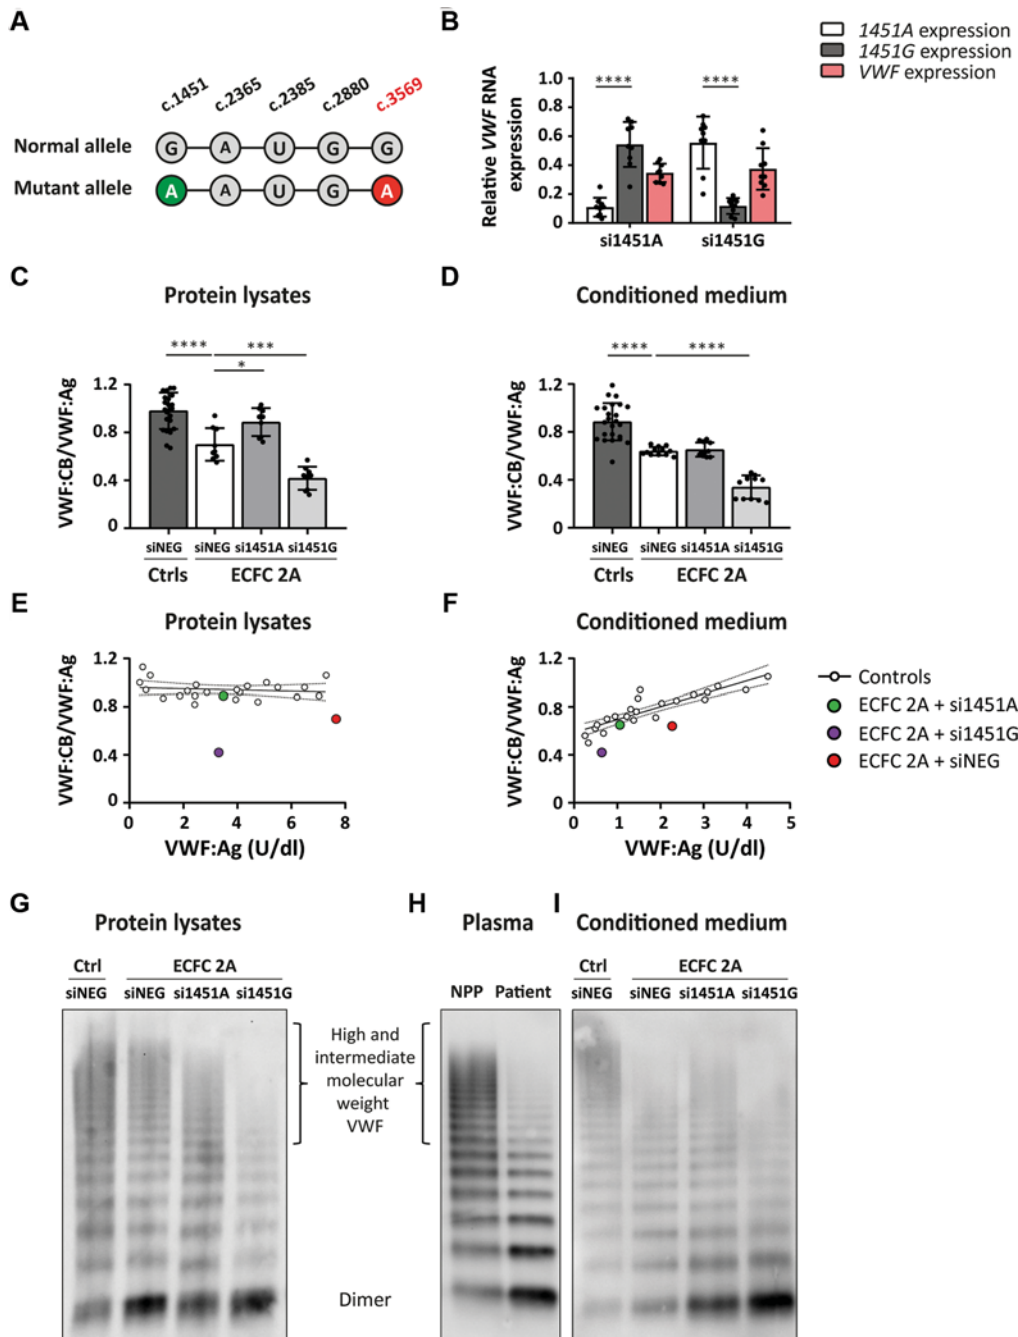 A
c.1451 c.2365 c.2385 c.2880 c.3569
Normal allele G A U G G
Mutant allele A A U G A
B
1451A expression
1451G expression
VWF expression
Relative VWF RNA
expression
1.0
0.8
0.6
0.4
0.2
0
**** ****
si1451A si1451G
C
Protein lysates
VWF:CB/VWF:Ag
1.2
0.8
0.4
0
**** ***
*
siNEG siNEG si1451A si1451G
Ctrls ECFC 2A
D
Conditioned medium
VWF:CB/VWF:Ag
1.2
0.8
0.4
0
**** ****
siNEG siNEG si1451A si1451G
Ctrls ECFC 2A
E
Protein lysates
VWF:CB/VWF:Ag
1.2
0.8
0.4
0
0 2 4 6 8
VWF:Ag (U/dl)
F
Conditioned medium
VWF:CB/VWF:Ag
1.2
0.8
0.4
0
0 1 2 3 4 5
VWF:Ag (U/dl)
Controls
ECFC 2A + si1451A
ECFC 2A + si1451G
ECFC 2A + siNEG
G
Protein lysates
Ctrl ECFC 2A
siNEG siNEG si1451A si1451G
High and
intermediate
molecular
weight
VWF
Dimer
H
Plasma
NPP Patient
I
Conditioned medium
Ctrl ECFC 2A
siNEG siNEG si1451A si1451G